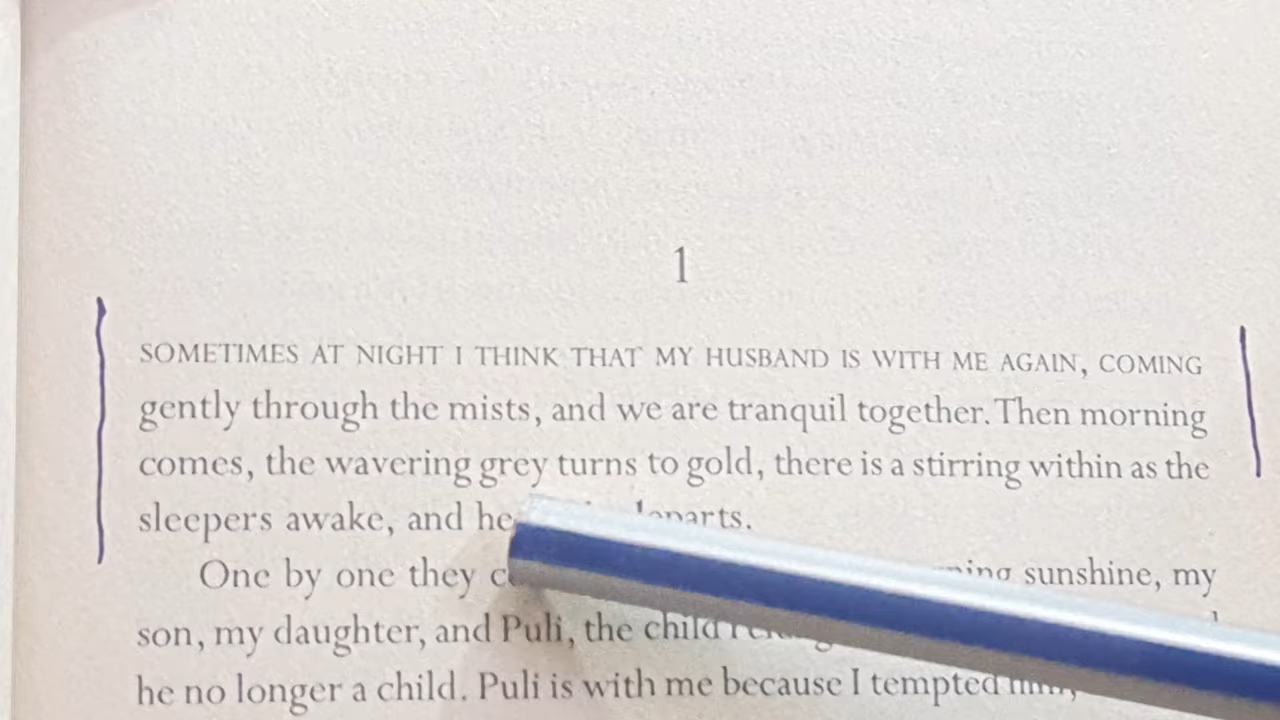 1
SOMETIMES AT NIGHT I THINK THAT MY HUSBAND IS WITH ME AGAIN, COMING
gently through the mists, and we are tranquil together. Then morning
comes, the wavering grey turns to gold, there is a stirring within as the
sleepers awake, and he departs.
One by one they sunshine, my
son, my daughter, and Puli, the child
he no longer a child. Puli is with me because I tempted